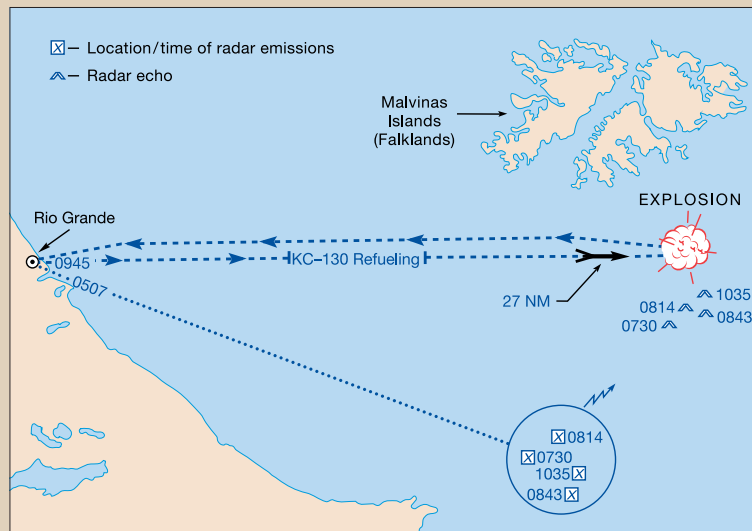 X – Location/time of radar emissions
– Radar echo
Malvinas
Islands
(Falklands)
EXPLOSION
Rio Grande
0945
KC–130 Refueling
0507
27 NM
1035
0814
0843
0730
X 0814
X 0730
1035 X
0843 X